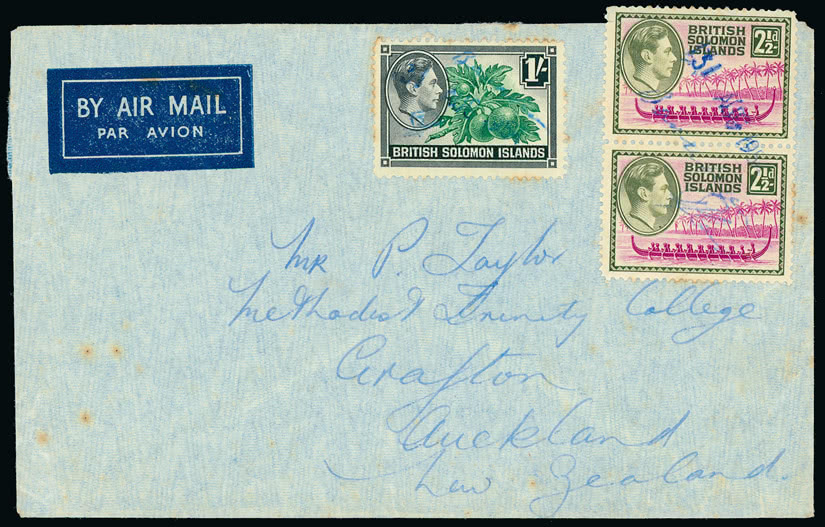 BY AIR MAIL
PAR AVION
1/-
BRITISH SOLOMON ISLANDS
BRITISH
SOLOMON
ISLANDS
2½d
BRITISH
SOLOMON
ISLANDS
2½d
Mr P. Taylor
Methodist Trinity College
Grafton
Auckland
New Zealand.